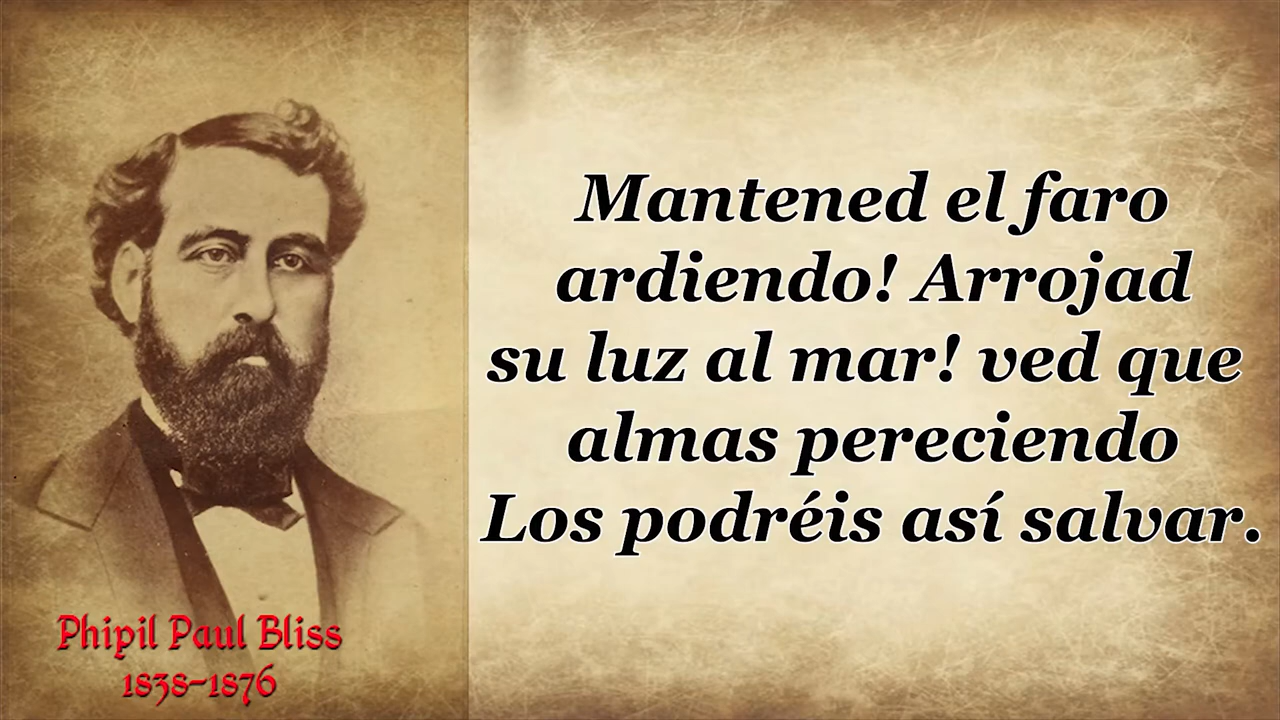 Mantened el faro
ardiendo! Arrojad
su luz al mar! ved que
almas pereciendo
Los podréis así salvar.
Phipil Paul Bliss
1838-1876